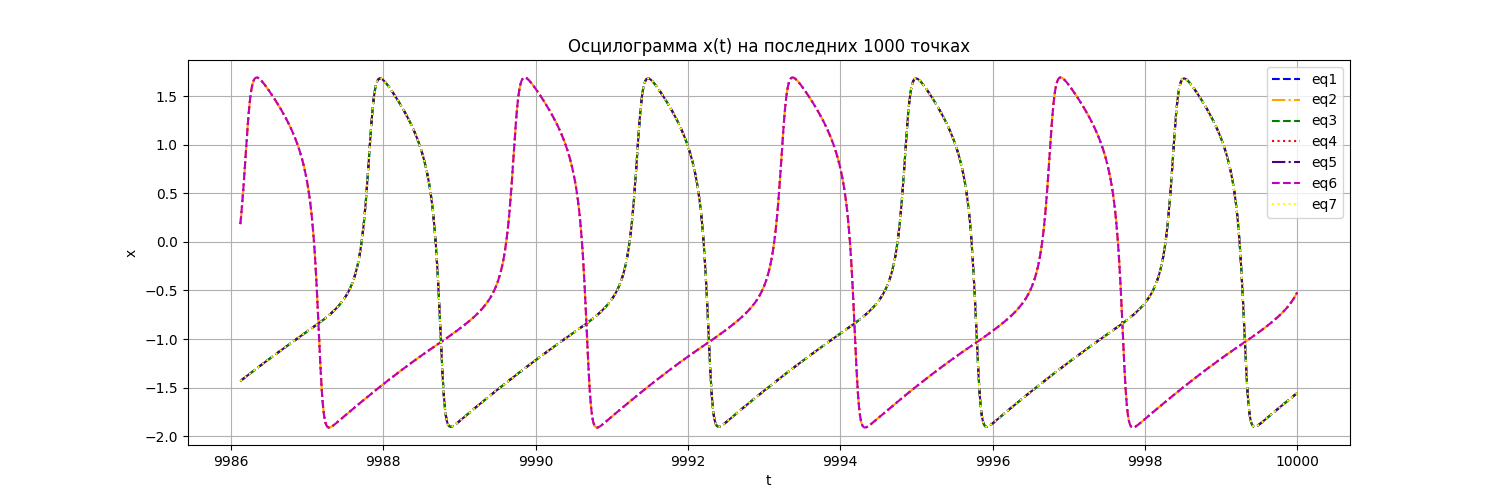 Осцилограмма x(t) на последних 1000 точках
x
1.5
1.0
0.5
0.0
−0.5
−1.0
−1.5
−2.0
eq1
eq2
eq3
eq4
eq5
eq6
eq7
9986
9988
9990
9992
9994
9996
9998
10000
t